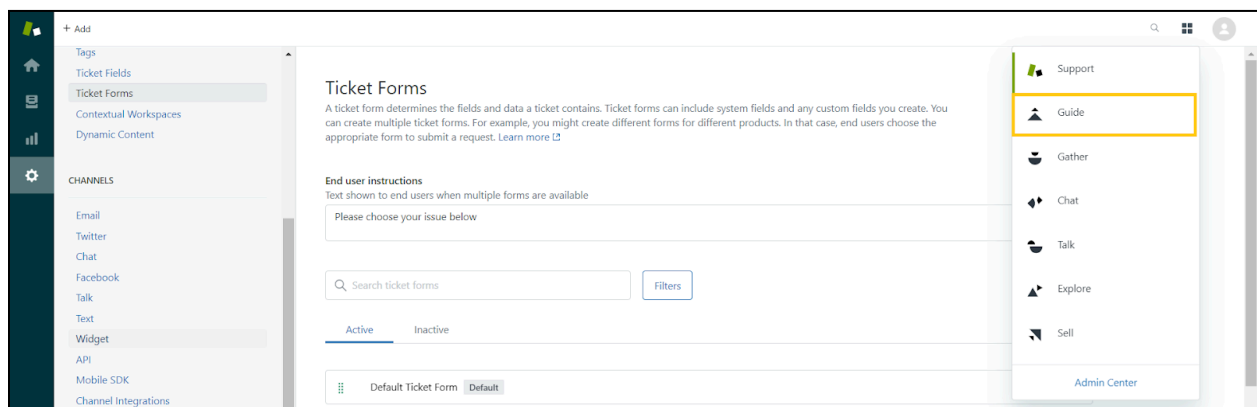 + Add
Tags
Ticket Fields
Ticket Forms
Contextual Workspaces
Dynamic Content
CHANNELS
Email
Twitter
Chat
Facebook
Talk
Text
Widget
API
Mobile SDK
Channel Integrations
Ticket Forms
A ticket form determines the fields and data a ticket contains. Ticket forms can include system fields and any custom fields you create. You
can create multiple ticket forms. For example, you might create different forms for different products. In that case, end users choose the
appropriate form to submit a request. Learn more
End user instructions
Text shown to end users when multiple forms are available
Please choose your issue below
Search ticket forms
Filters
Active Inactive
Default Ticket Form Default
Support
Guide
Gather
Chat
Talk
Explore
Sell
Admin Center